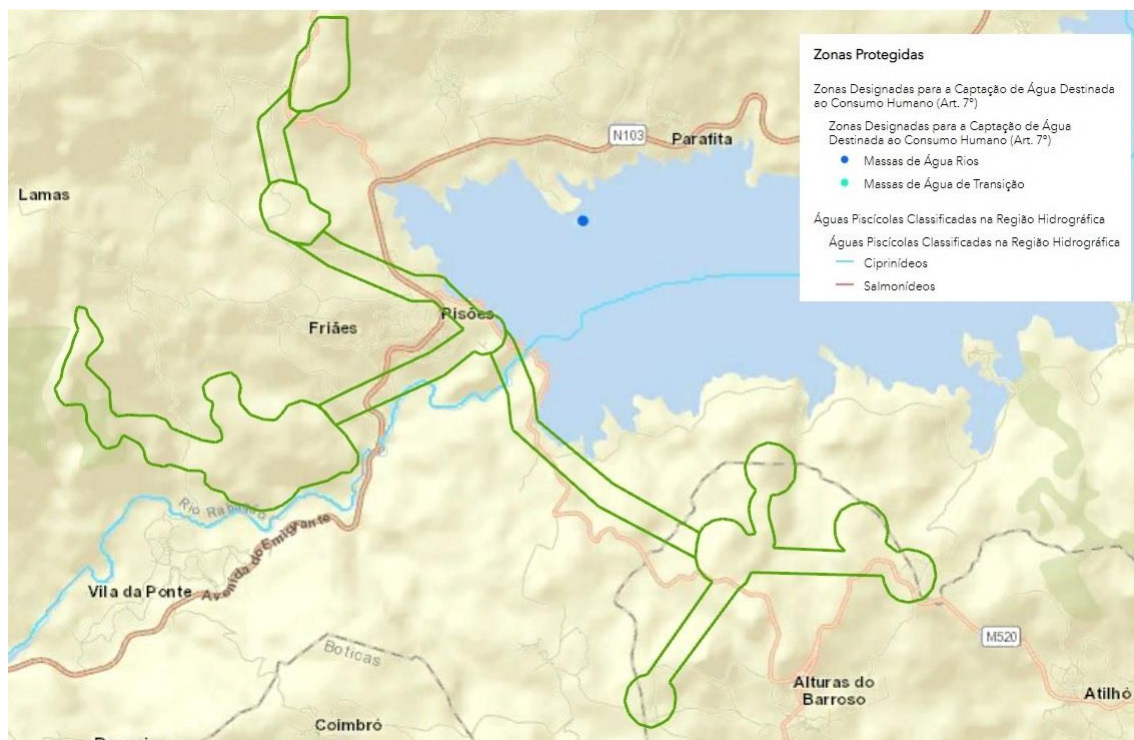 Zonas Protegidas
Zonas Designadas para a Captação de Água Destinada
ao Consumo Humano (Art. 7º)
Zonas Designadas para a Captação de Água
Destinada ao Consumo Humano (Art. 7º)
Massas de Água Rios
Massas de Água de Transição
Águas Piscícolas Classificadas na Região Hidrográfica
Águas Piscícolas Classificadas na Região Hidrográfica
Ciprinídeos
Salmonídeos
N103
Parafita
Lamas
Pisões
Friães
Rio Rabagão
Avenida do Emigrante
Vila da Ponte
Boticas
M520
Alturas do
Barroso
Atilhó
Coimbró